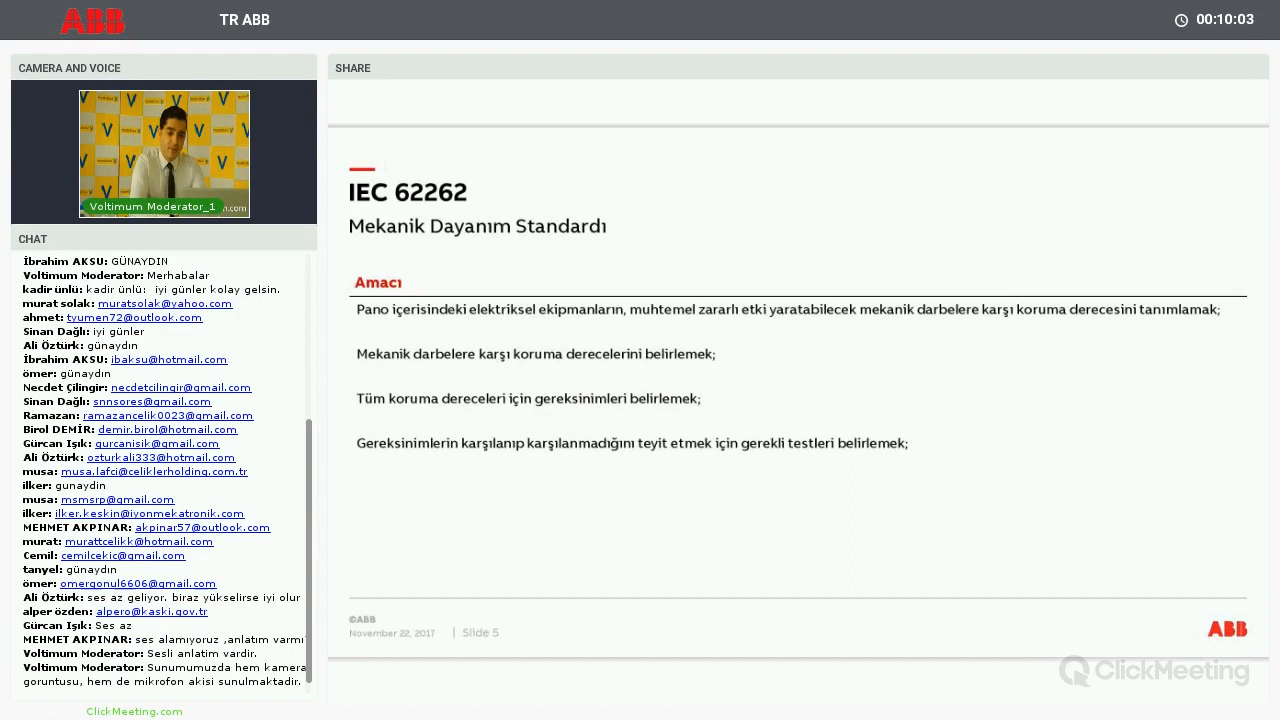 ABB
TR ABB
00:10:03
CAMERA AND VOICE
Voltimum Moderator_1
CHAT
İbrahim AKSU: GÜNAYDIN
Voltimum Moderator: Merhabalar
kadir ünlü: kadir ünlü: iyi günler kolay gelsin.
murat solak: muratsolak@yahoo.com
ahmet: tyumen72@outlook.com
Sinan Dağlı: iyi günler
Ali Öztürk: günaydın
İbrahim AKSU: ibaksu@hotmail.com
ömer: günaydın
Necdet Çilingir: necdetcilingir@gmail.com
Sinan Dağlı: snnsores@gmail.com
Ramazan: ramazancelik0023@gmail.com
Birol DEMİR: demir.birol@hotmail.com
Gürcan Işık: gurcanisik@gmail.com
Ali Öztürk: ozturkali333@hotmail.com
musa: musa.lafci@celiklerholding.com.tr
ilker: gunaydin
musa: msmsrp@gmail.com
ilker: ilker.keskin@iyonmekatronik.com
MEHMET AKPINAR: akpinar57@outlook.com
murat: murattcelikk@hotmail.com
Cemil: cemilcekic@gmail.com
tanyel: günaydın
ömer: omergonul6606@gmail.com
Ali Öztürk: ses az geliyor. biraz yükselirse iyi olur
alper özden: alpero@kaski.gov.tr
Gürcan Işık: Ses az
MEHMET AKPINAR: ses alamıyoruz ,anlatım varmı
Voltimum Moderator: Sesli anlatim vardir.
Voltimum Moderator: Sunumumuzda hem kamera
goruntusu, hem de mikrofon akisi sunulmaktadir.
ClickMeeting.com
SHARE
IEC 62262
Mekanik Dayanım Standardı
Amacı
Pano içerisindeki elektriksel ekipmanların, muhtemel zararlı etki yaratabilecek mekanik darbelere karşı koruma derecesini tanımlamak;
Mekanik darbelere karşı koruma derecelerini belirlemek;
Tüm koruma dereceleri için gereksinimleri belirlemek;
Gereksinimlerin karşılanıp karşılanmadığını teyit etmek için gerekli testleri belirlemek;
©ABB
November 22, 2017 | Slide 5
ABB
ClickMeeting